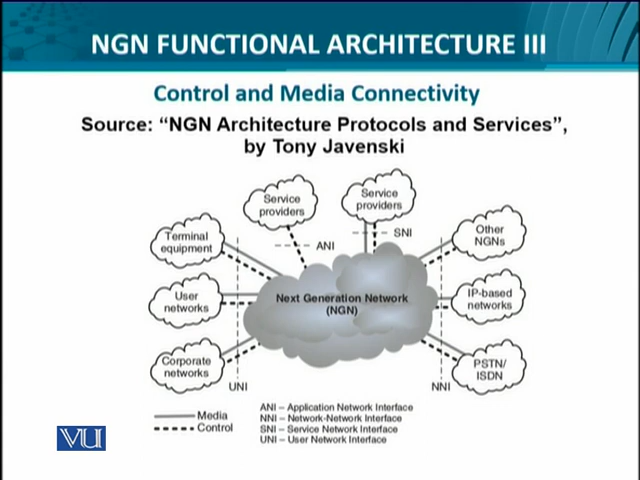 NGN FUNCTIONAL ARCHITECTURE III
Control and Media Connectivity
Source: “NGN Architecture Protocols and Services”,
by Tony Javenski
Service
providers
Service
providers
SNI
ANI
Terminal
equipment
Other
NGNs
User
networks
Next Generation Network
(NGN)
IP-based
networks
Corporate
networks
PSTN/
ISDN
UNI
NNI
Media
Control
ANI – Application Network Interface
NNI – Network-Network Interface
SNI – Service Network Interface
UNI – User Network Interface
VU